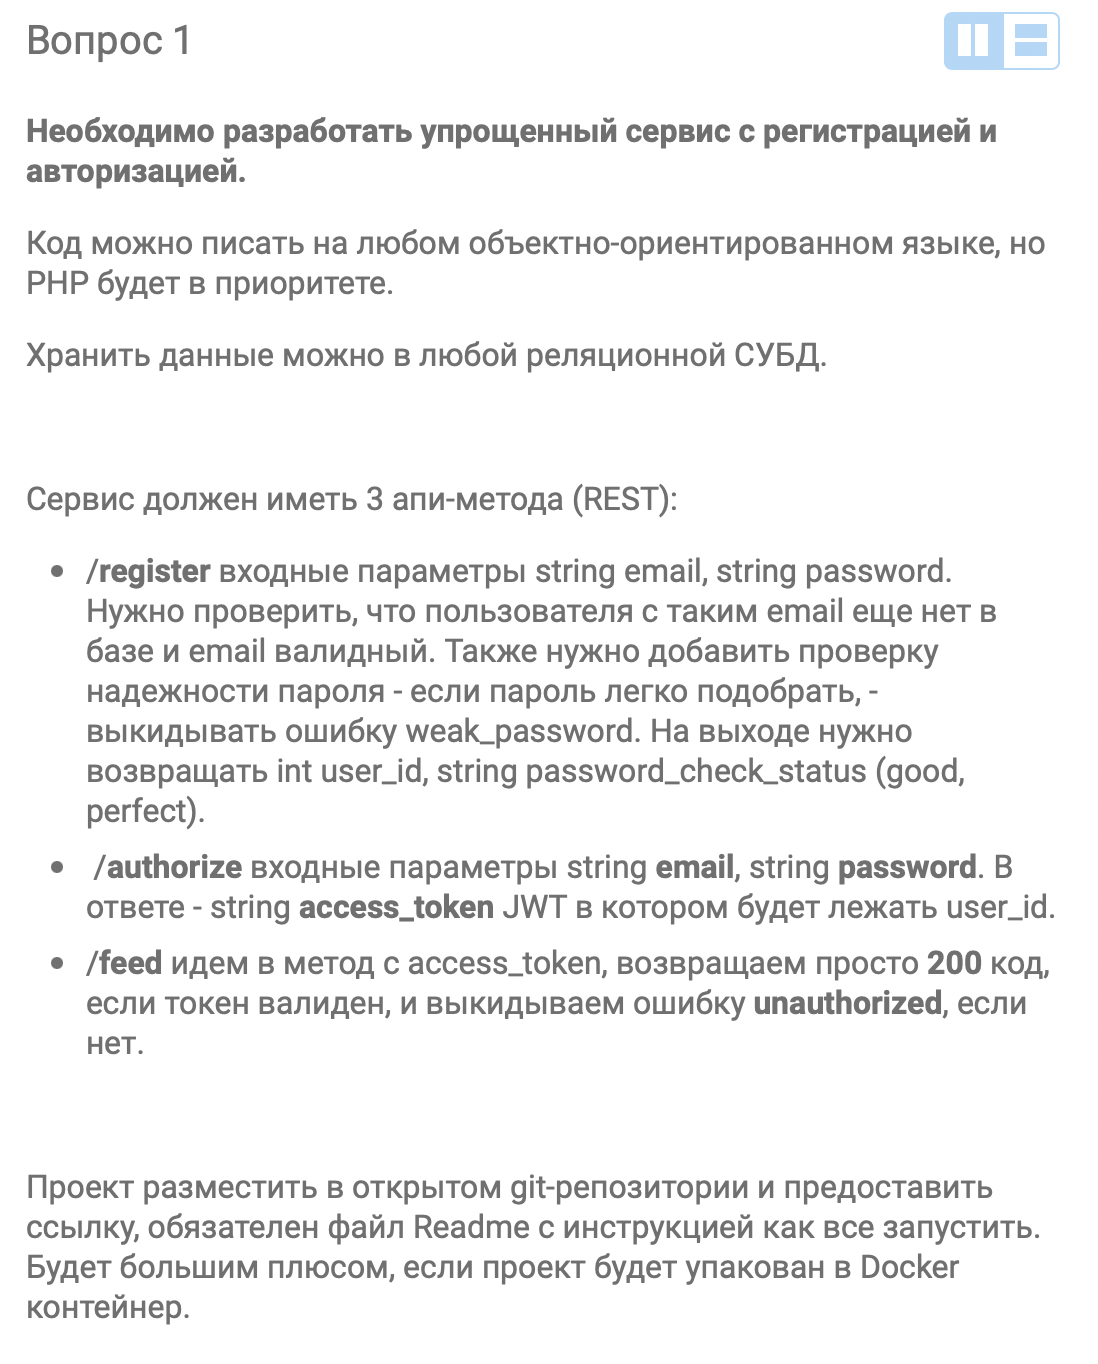 Вопрос 1
Необходимо разработать упрощенный сервис с регистрацией и
авторизацией.
Код можно писать на любом объектно-ориентированном языке, но
PHP будет в приоритете.
Хранить данные можно в любой реляционной СУБД.
Сервис должен иметь 3 апи-метода (REST):
• /register входные параметры string email, string password.
Нужно проверить, что пользователя с таким email еще нет в
базе и email валидный. Также нужно добавить проверку
надежности пароля - если пароль легко подобрать, -
выкидывать ошибку weak_password. На выходе нужно
возвращать int user_id, string password_check_status (good,
perfect).
• /authorize входные параметры string email, string password. В
ответе - string access_token JWT в котором будет лежать user_id.
• /feed идем в метод с access_token, возвращаем просто 200 код,
если токен валиден, и выкидываем ошибку unauthorized, если
нет.
Проект разместить в открытом git-репозитории и предоставить
ссылку, обязателен файл Readme с инструкцией как все запустить.
Будет большим плюсом, если проект будет упакован в Docker
контейнер.